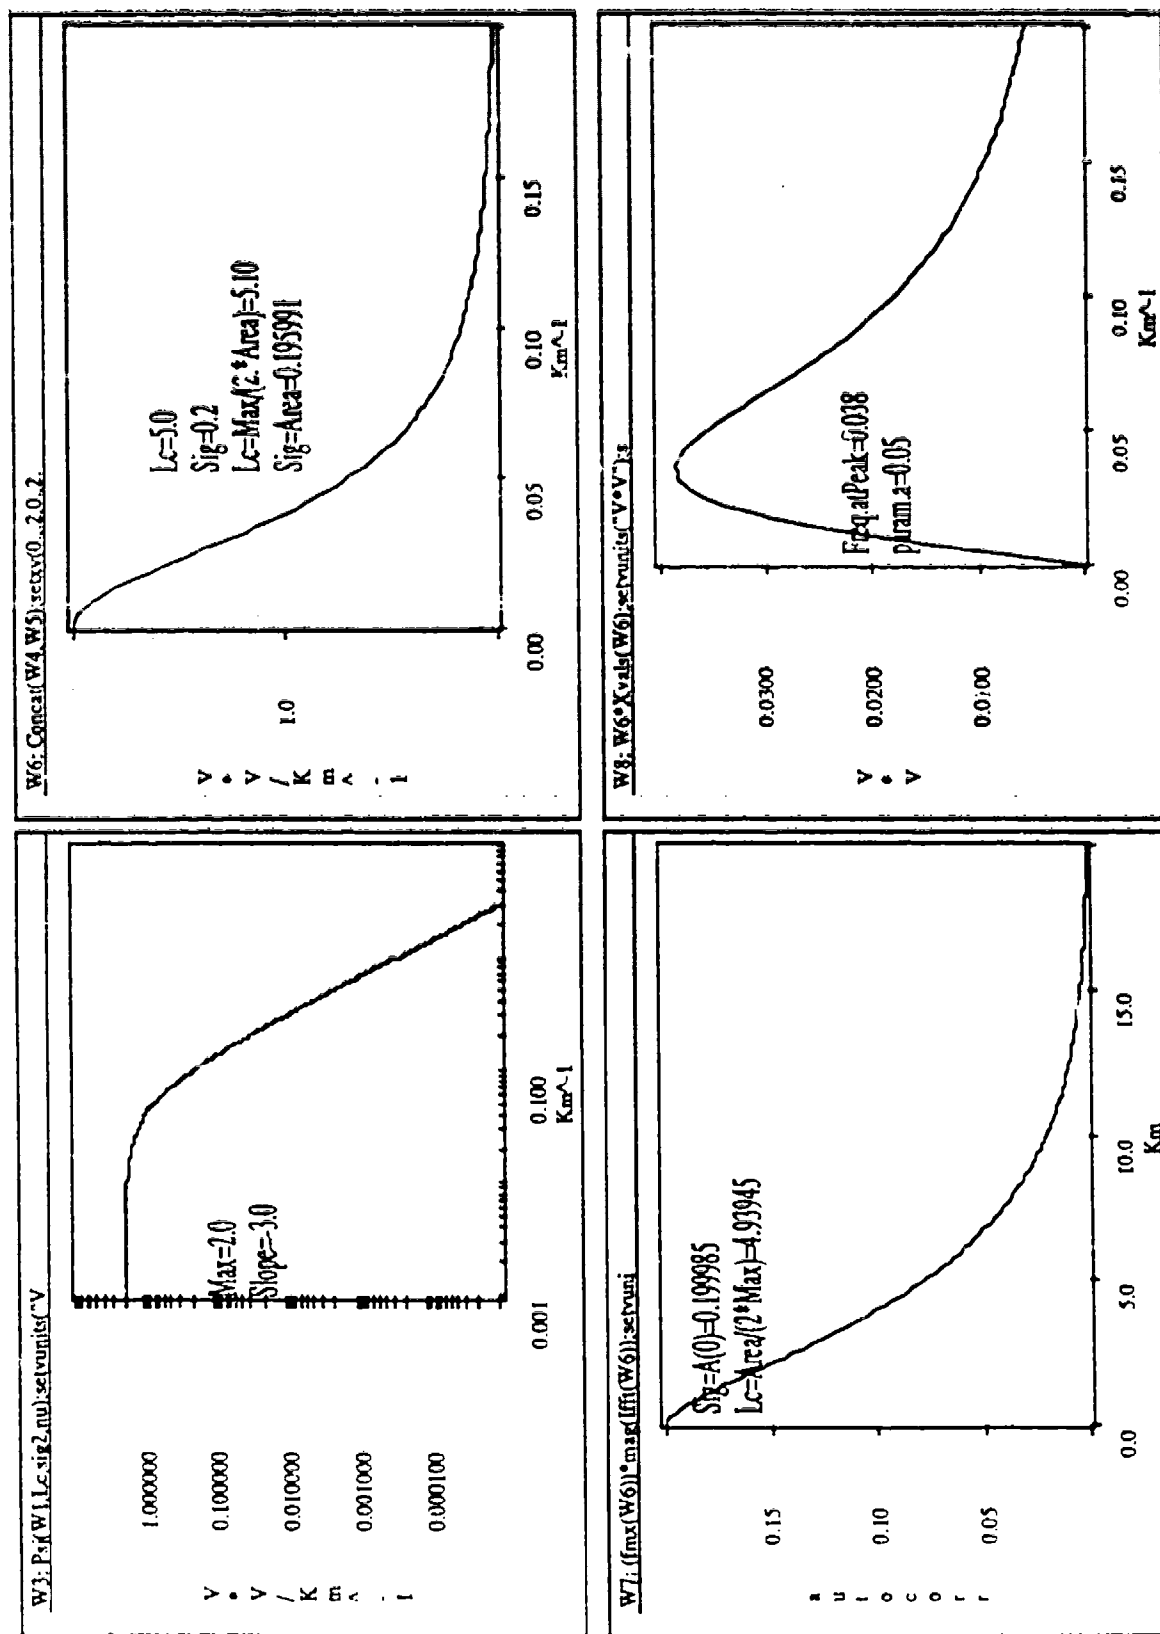 W3: Psi(W1,Lc,sig2,nu);setvunits("V
V*V/Km^-1
1.000000
0.100000
0.010000
0.001000
0.000100
Max=2.0
Slope=-3.0
0.001
0.100
Km^-1
W6: Concat(W4,W5);setxv(0.,.2,0.,2.
V*V/Km^-1
1.0
Lc=5.0
Sig=0.2
Lc=Max/(2.*Area)=5.10
Sig=Area=0.195991
0.00
0.05
0.10
0.15
Km^-1
W7: (fmx(W6))*mag(Ifft(W6));setvuni
autocorr
0.15
0.10
0.05
Sig=A(0)=0.199985
Lc=Area/(2*Max)=4.93945
0.0
5.0
10.0
15.0
Km
W8: W6*Xvals(W6);setvunits("V*V");s
V*V
0.0300
0.0200
0.0100
Freq.atPeak=0.038
param.a=0.05
0.00
0.05
0.10
0.15
Km^-1